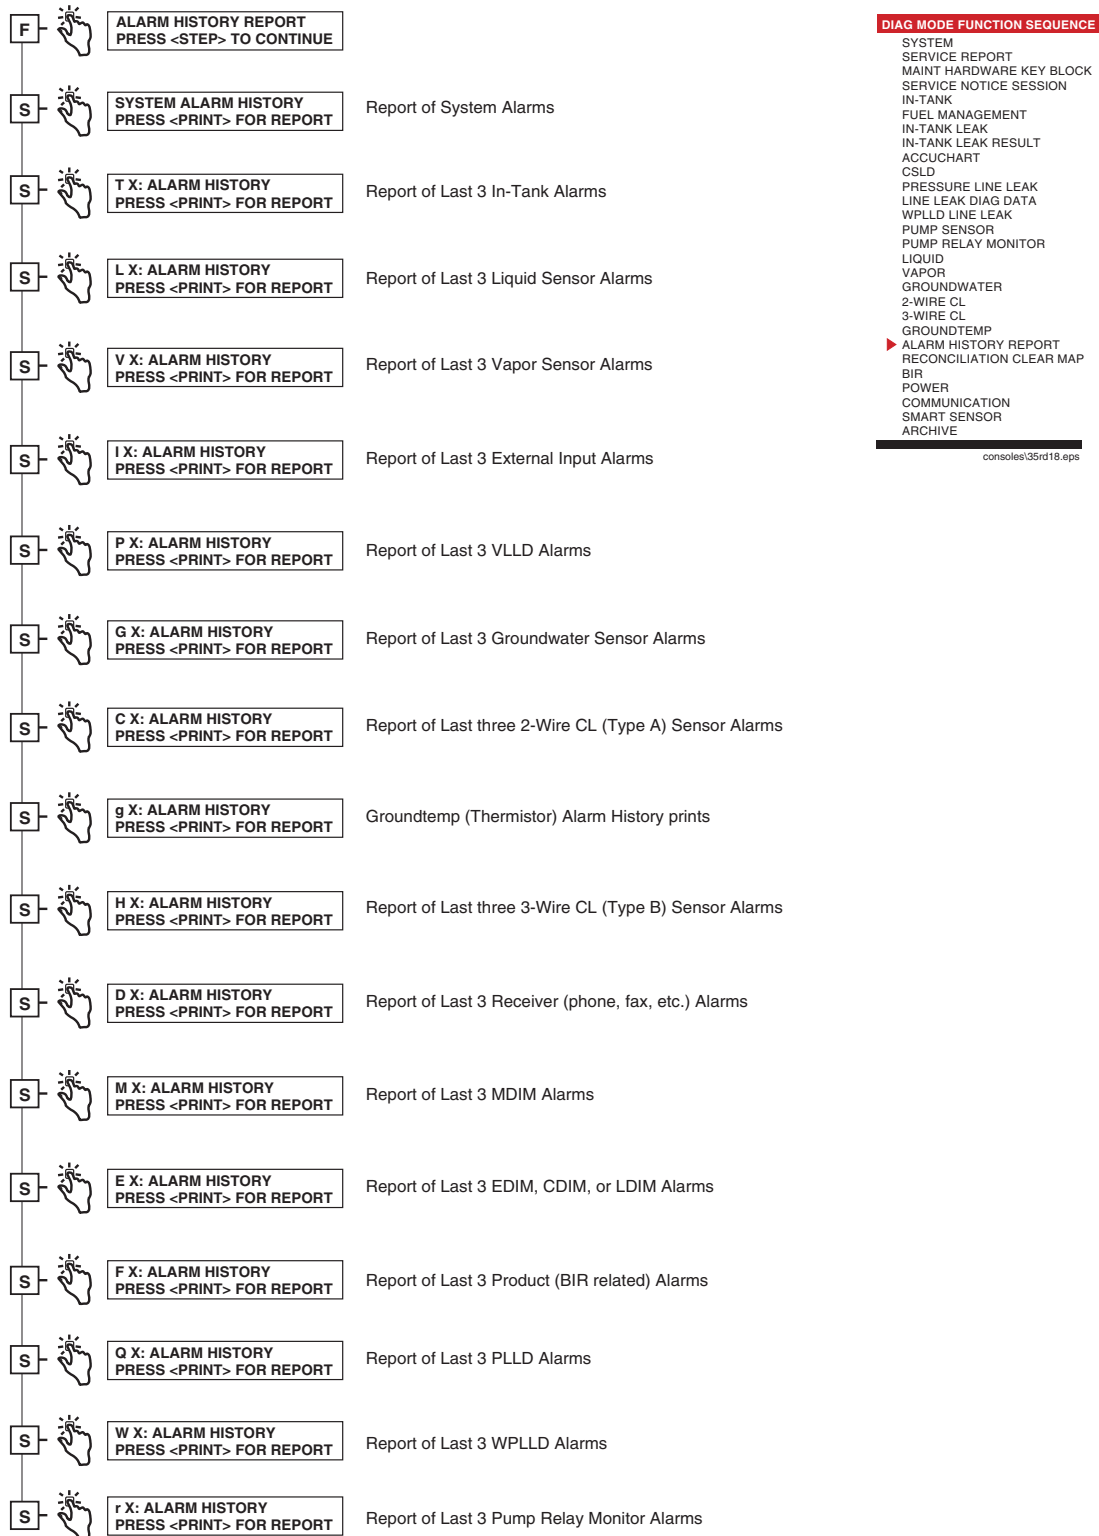 F
ALARM HISTORY REPORT
PRESS <STEP> TO CONTINUE
S
SYSTEM ALARM HISTORY
PRESS <PRINT> FOR REPORT
Report of System Alarms
S
T X: ALARM HISTORY
PRESS <PRINT> FOR REPORT
Report of Last 3 In-Tank Alarms
S
L X: ALARM HISTORY
PRESS <PRINT> FOR REPORT
Report of Last 3 Liquid Sensor Alarms
S
V X: ALARM HISTORY
PRESS <PRINT> FOR REPORT
Report of Last 3 Vapor Sensor Alarms
S
I X: ALARM HISTORY
PRESS <PRINT> FOR REPORT
Report of Last 3 External Input Alarms
S
P X: ALARM HISTORY
PRESS <PRINT> FOR REPORT
Report of Last 3 VLLD Alarms
S
G X: ALARM HISTORY
PRESS <PRINT> FOR REPORT
Report of Last 3 Groundwater Sensor Alarms
S
C X: ALARM HISTORY
PRESS <PRINT> FOR REPORT
Report of Last three 2-Wire CL (Type A) Sensor Alarms
S
g X: ALARM HISTORY
PRESS <PRINT> FOR REPORT
Groundtemp (Thermistor) Alarm History prints
S
H X: ALARM HISTORY
PRESS <PRINT> FOR REPORT
Report of Last three 3-Wire CL (Type B) Sensor Alarms
S
D X: ALARM HISTORY
PRESS <PRINT> FOR REPORT
Report of Last 3 Receiver (phone, fax, etc.) Alarms
S
M X: ALARM HISTORY
PRESS <PRINT> FOR REPORT
Report of Last 3 MDIM Alarms
S
E X: ALARM HISTORY
PRESS <PRINT> FOR REPORT
Report of Last 3 EDIM, CDIM, or LDIM Alarms
S
F X: ALARM HISTORY
PRESS <PRINT> FOR REPORT
Report of Last 3 Product (BIR related) Alarms
S
Q X: ALARM HISTORY
PRESS <PRINT> FOR REPORT
Report of Last 3 PLLD Alarms
S
W X: ALARM HISTORY
PRESS <PRINT> FOR REPORT
Report of Last 3 WPLLD Alarms
S
r X: ALARM HISTORY
PRESS <PRINT> FOR REPORT
Report of Last 3 Pump Relay Monitor Alarms
DIAG MODE FUNCTION SEQUENCE
SYSTEM
SERVICE REPORT
MAINT HARDWARE KEY BLOCK
SERVICE NOTICE SESSION
IN-TANK
FUEL MANAGEMENT
IN-TANK LEAK
IN-TANK LEAK RESULT
ACCUCHART
CSLD
PRESSURE LINE LEAK
LINE LEAK DIAG DATA
WPLLD LINE LEAK
PUMP SENSOR
PUMP RELAY MONITOR
LIQUID
VAPOR
GROUNDWATER
2-WIRE CL
3-WIRE CL
GROUNDTEMP
ALARM HISTORY REPORT
RECONCILIATION CLEAR MAP
BIR
POWER
COMMUNICATION
SMART SENSOR
ARCHIVE
consoles\35rd18.eps